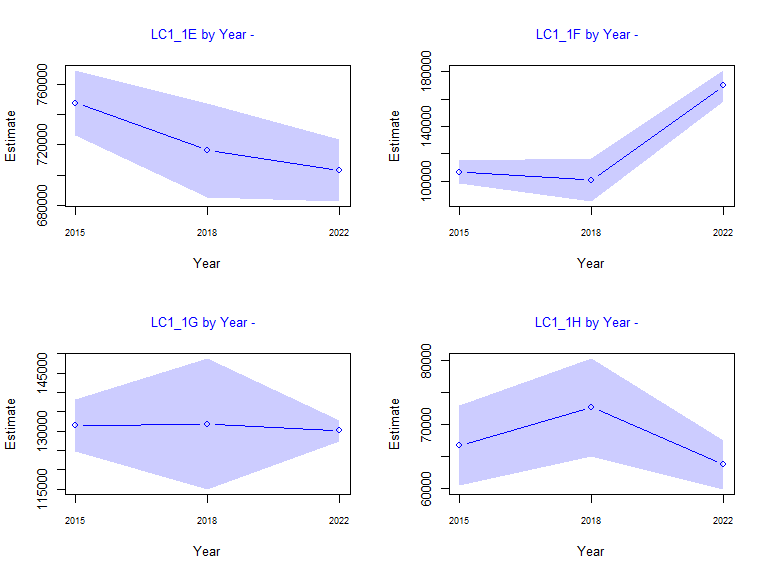 LC1_1E by Year -
Estimate
760000
720000
680000
2015
2018
2022
Year
LC1_1F by Year -
Estimate
180000
140000
100000
2015
2018
2022
Year
LC1_1G by Year -
Estimate
145000
130000
115000
2015
2018
2022
Year
LC1_1H by Year -
Estimate
80000
70000
60000
2015
2018
2022
Year